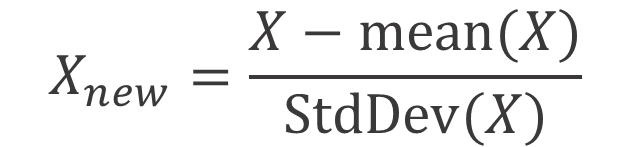 X_new = (X − mean(X)) / StdDev(X)